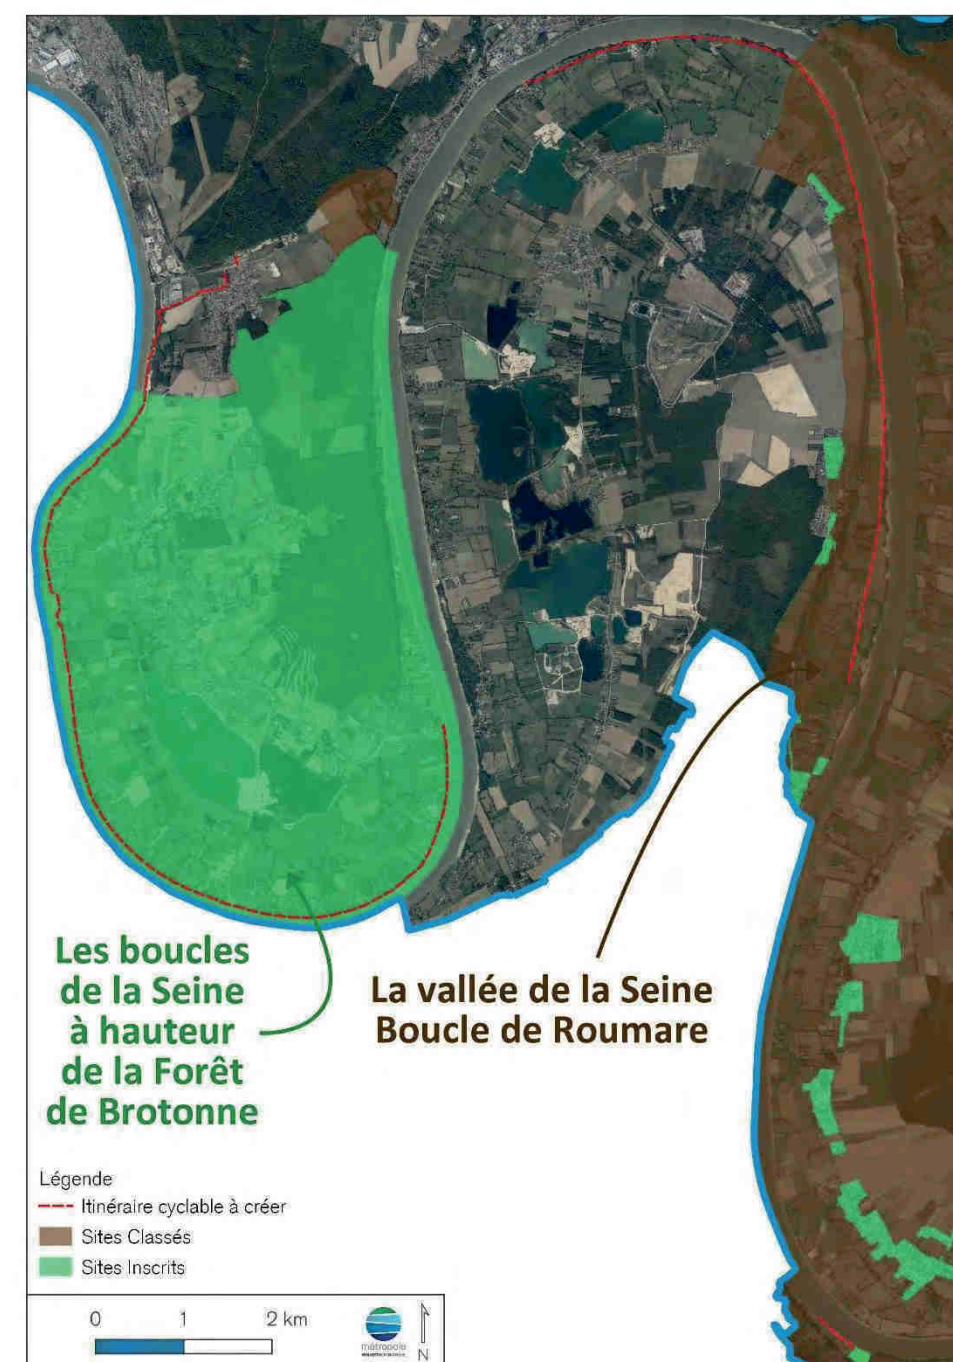 Les boucles
de la Seine
à hauteur
de la Forêt
de Brotonne
La vallée de la Seine
Boucle de Roumare
Légende
Itinéraire cyclable à créer
Sites Classés
Sites Inscrits
0 1 2 km
métropole
N